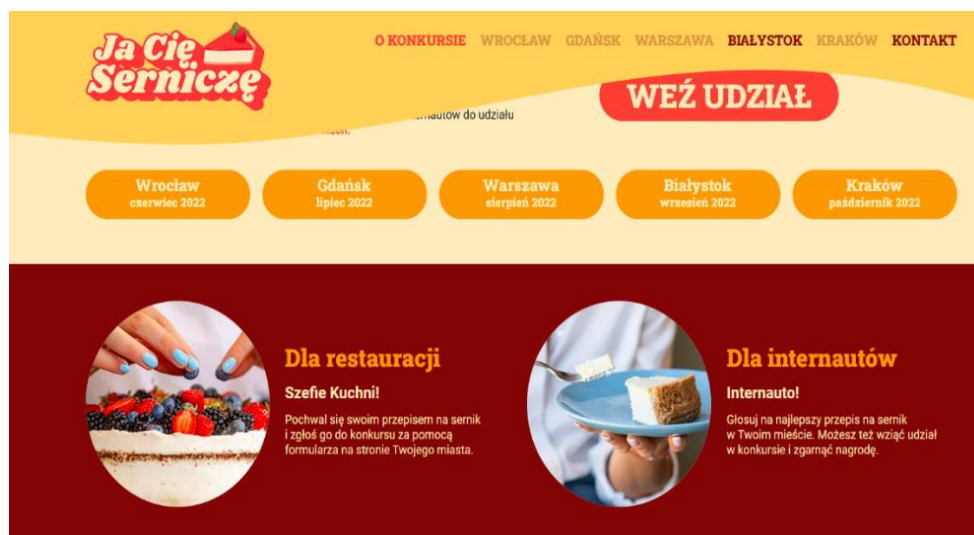 Ja Cię
Serniczę
O KONKURSIE WROCŁAW GDAŃSK WARSZAWA BIAŁYSTOK KRAKÓW KONTAKT
WEŹ UDZIAŁ
do udziału
Wrocław
czerwiec 2022
Gdańsk
lipiec 2022
Warszawa
sierpień 2022
Białystok
wrzesień 2022
Kraków
październik 2022
Dla restauracji
Szefie Kuchni!
Pochwal się swoim przepisem na sernik
i zgłoś go do konkursu za pomocą
formularza na stronie Twojego miasta.
Dla internautów
Internauto!
Głosuj na najlepszy przepis na sernik
w Twoim mieście. Możesz też wziąć udział
w konkursie i zgarnąć nagrodę.